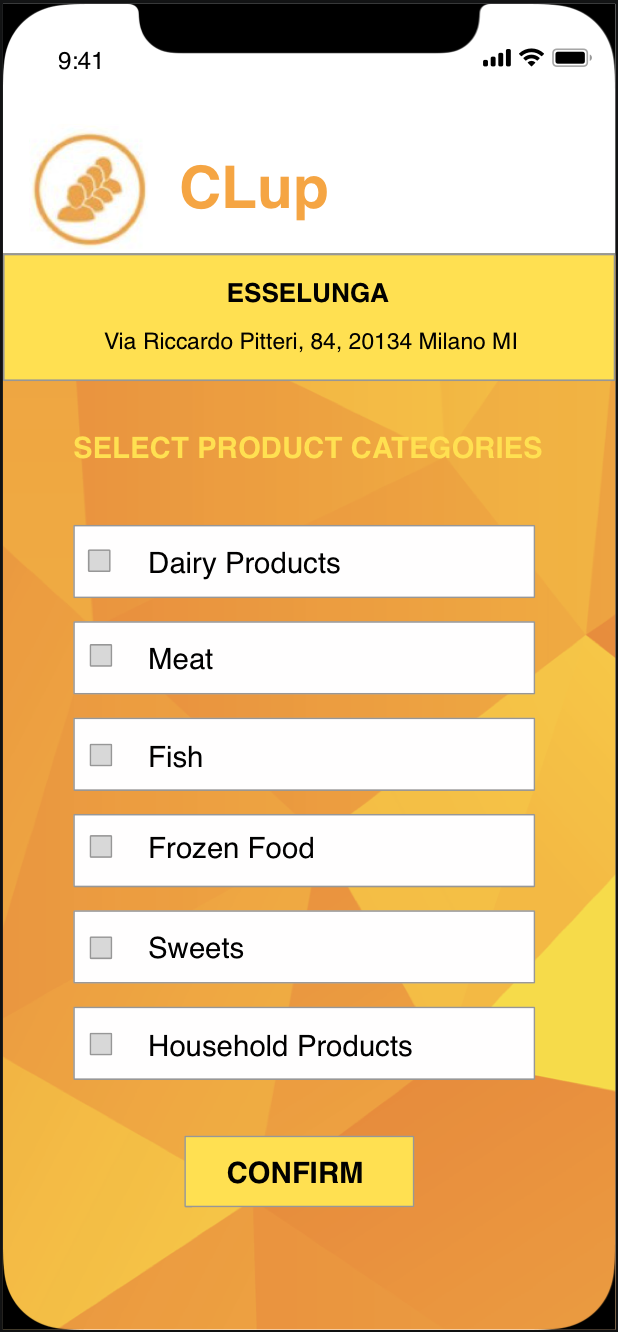 9:41
CLup
ESSELUNGA
Via Riccardo Pitteri, 84, 20134 Milano MI
SELECT PRODUCT CATEGORIES
Dairy Products
Meat
Fish
Frozen Food
Sweets
Household Products
CONFIRM